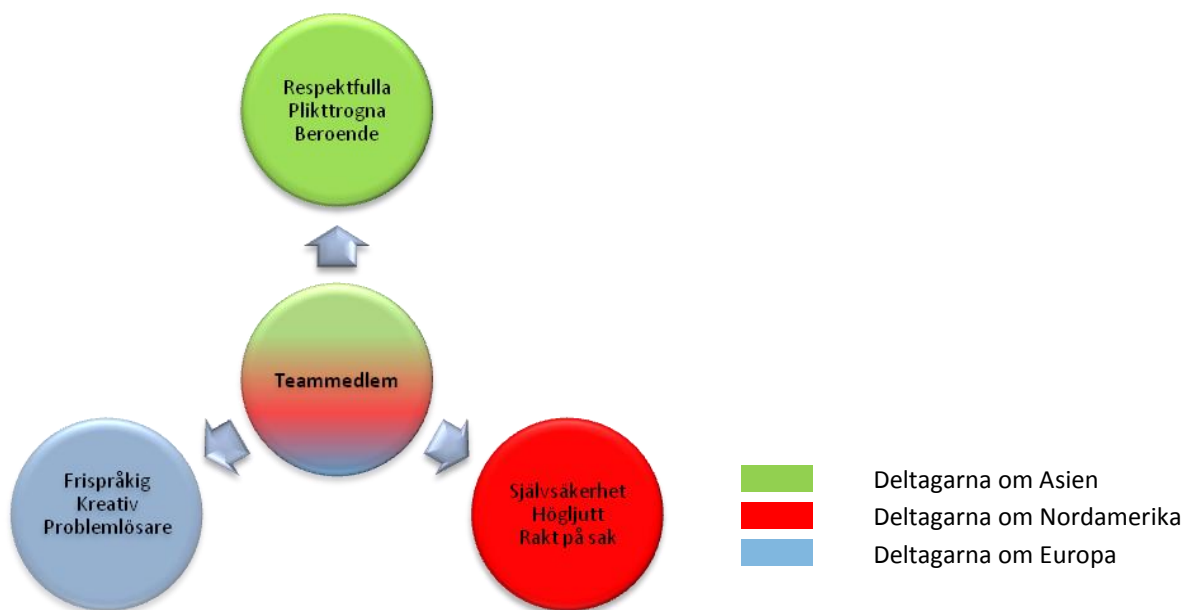 Respektfulla
Plikttrogna
Beroende
Teammedlem
Frispråkig
Kreativ
Problemlösare
Självsäkerhet
Högljutt
Rakt på sak
Deltagarna om Asien
Deltagarna om Nordamerika
Deltagarna om Europa